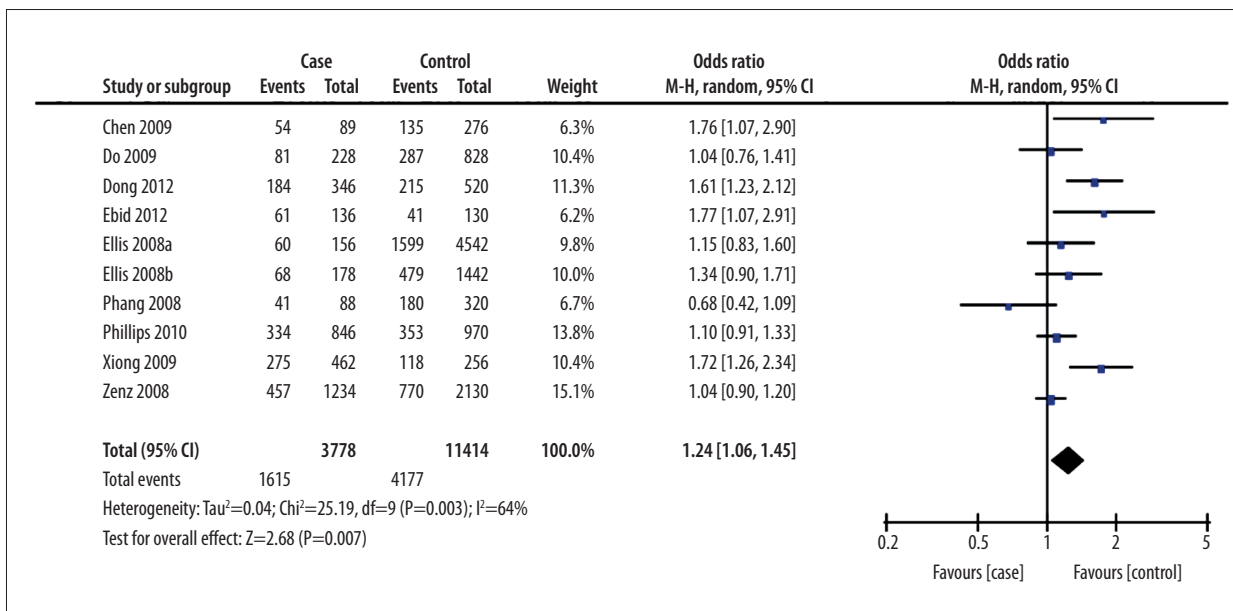 Case Control Odds ratio Odds ratio
Study or subgroup Events Total Events Total Weight M-H, random, 95% CI M-H, random, 95% CI
Chen 2009 54 89 135 276 6.3% 1.76 [1.07, 2.90]
Do 2009 81 228 287 828 10.4% 1.04 [0.76, 1.41]
Dong 2012 184 346 215 520 11.3% 1.61 [1.23, 2.12]
Ebid 2012 61 136 41 130 6.2% 1.77 [1.07, 2.91]
Ellis 2008a 60 156 1599 4542 9.8% 1.15 [0.83, 1.60]
Ellis 2008b 68 178 479 1442 10.0% 1.34 [0.90, 1.71]
Phang 2008 41 88 180 320 6.7% 0.68 [0.42, 1.09]
Phillips 2010 334 846 353 970 13.8% 1.10 [0.91, 1.33]
Xiong 2009 275 462 118 256 10.4% 1.72 [1.26, 2.34]
Zenz 2008 457 1234 770 2130 15.1% 1.04 [0.90, 1.20]
Total (95% CI) 3778 11414 100.0% 1.24 [1.06, 1.45]
Total events 1615 4177
Heterogeneity: Tau²=0.04; Chi²=25.19, df=9 (P=0.003); I²=64%
Test for overall effect: Z=2.68 (P=0.007)
0.2 0.5 1 2 5
Favours [case] Favours [control]